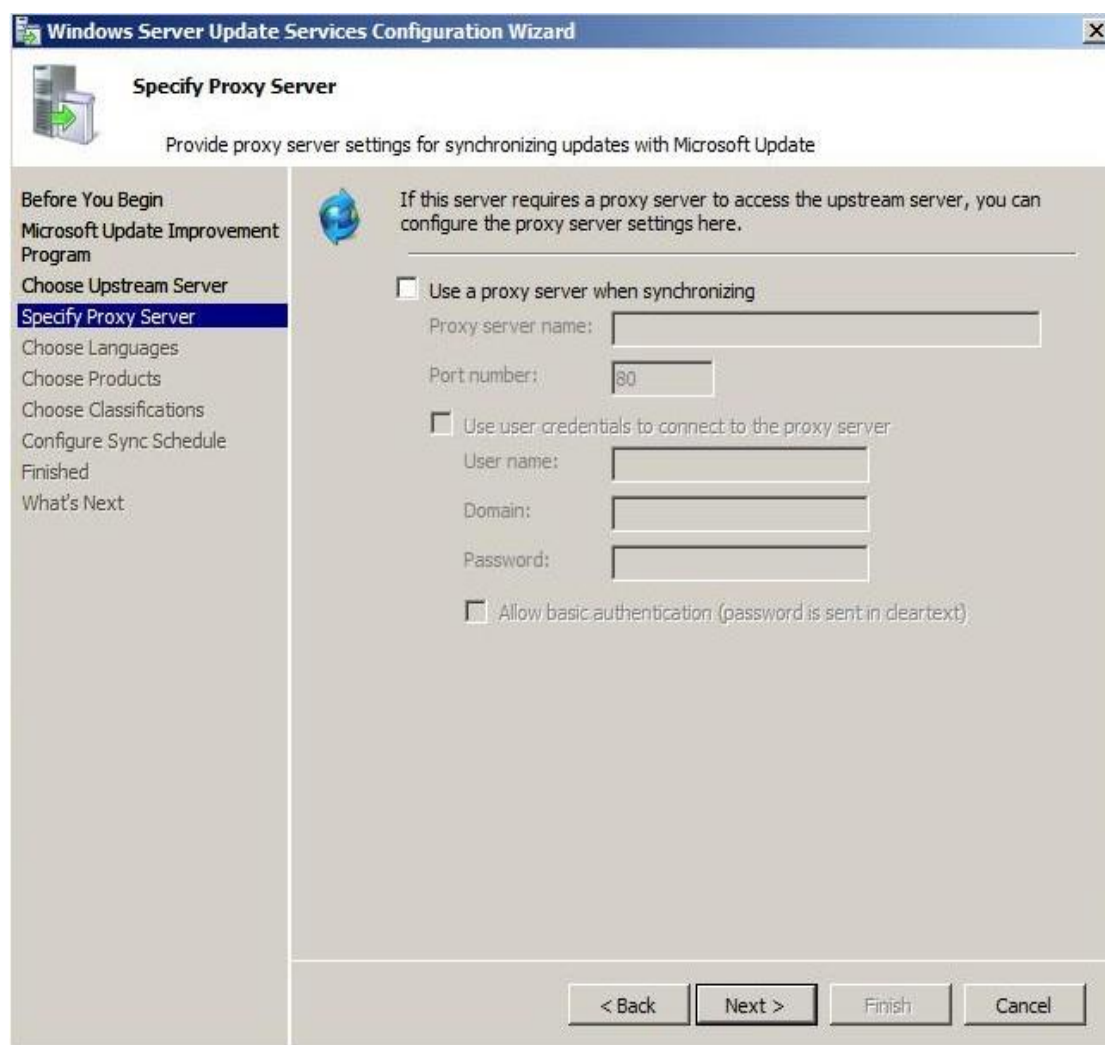 Windows Server Update Services Configuration Wizard
Specify Proxy Server
Provide proxy server settings for synchronizing updates with Microsoft Update
Before You Begin
Microsoft Update Improvement
Program
Choose Upstream Server
Specify Proxy Server
Choose Languages
Choose Products
Choose Classifications
Configure Sync Schedule
Finished
What's Next
If this server requires a proxy server to access the upstream server, you can
configure the proxy server settings here.
Use a proxy server when synchronizing
Proxy server name:
Port number: 80
Use user credentials to connect to the proxy server
User name:
Domain:
Password:
Allow basic authentication (password is sent in cleartext)
< Back Next > Finish Cancel